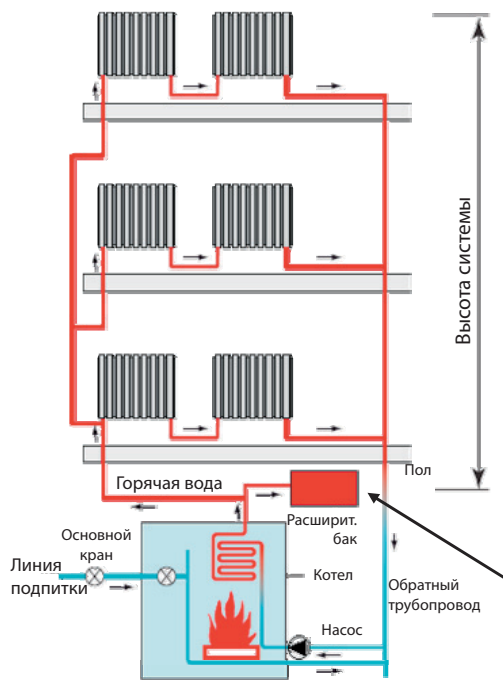 Высота системы
Пол
Горячая вода
Расширит.
бак
Основной
кран
Линия
подпитки
Котел
Обратный
трубопровод
Насос